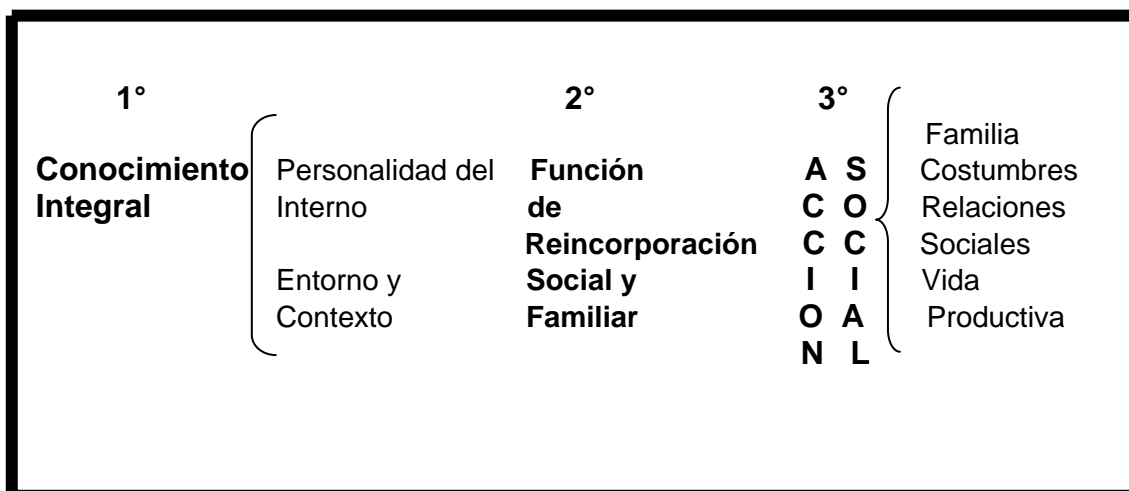 1° 2° 3°
Conocimiento
Integral
Personalidad del
Interno
Entorno y
Contexto
Función
de
Reincorporación
Social y
Familiar
A S
C O
C C
I I
O A
N L
Familia
Costumbres
Relaciones
Sociales
Vida
Productiva